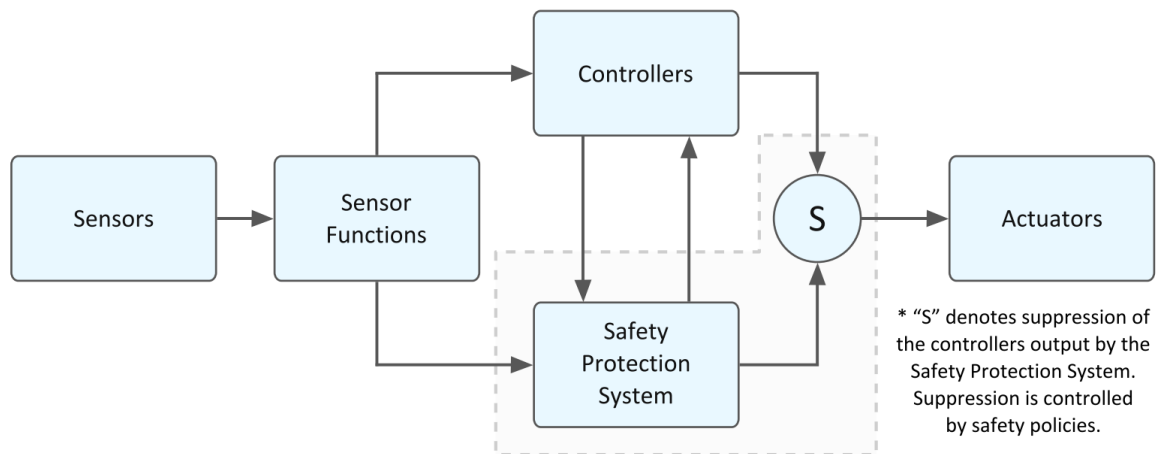 Controllers
Sensors
Sensor
Functions
S
Actuators
Safety
Protection
System
* “S” denotes suppression of
the controllers output by the
Safety Protection System.
Suppression is controlled
by safety policies.